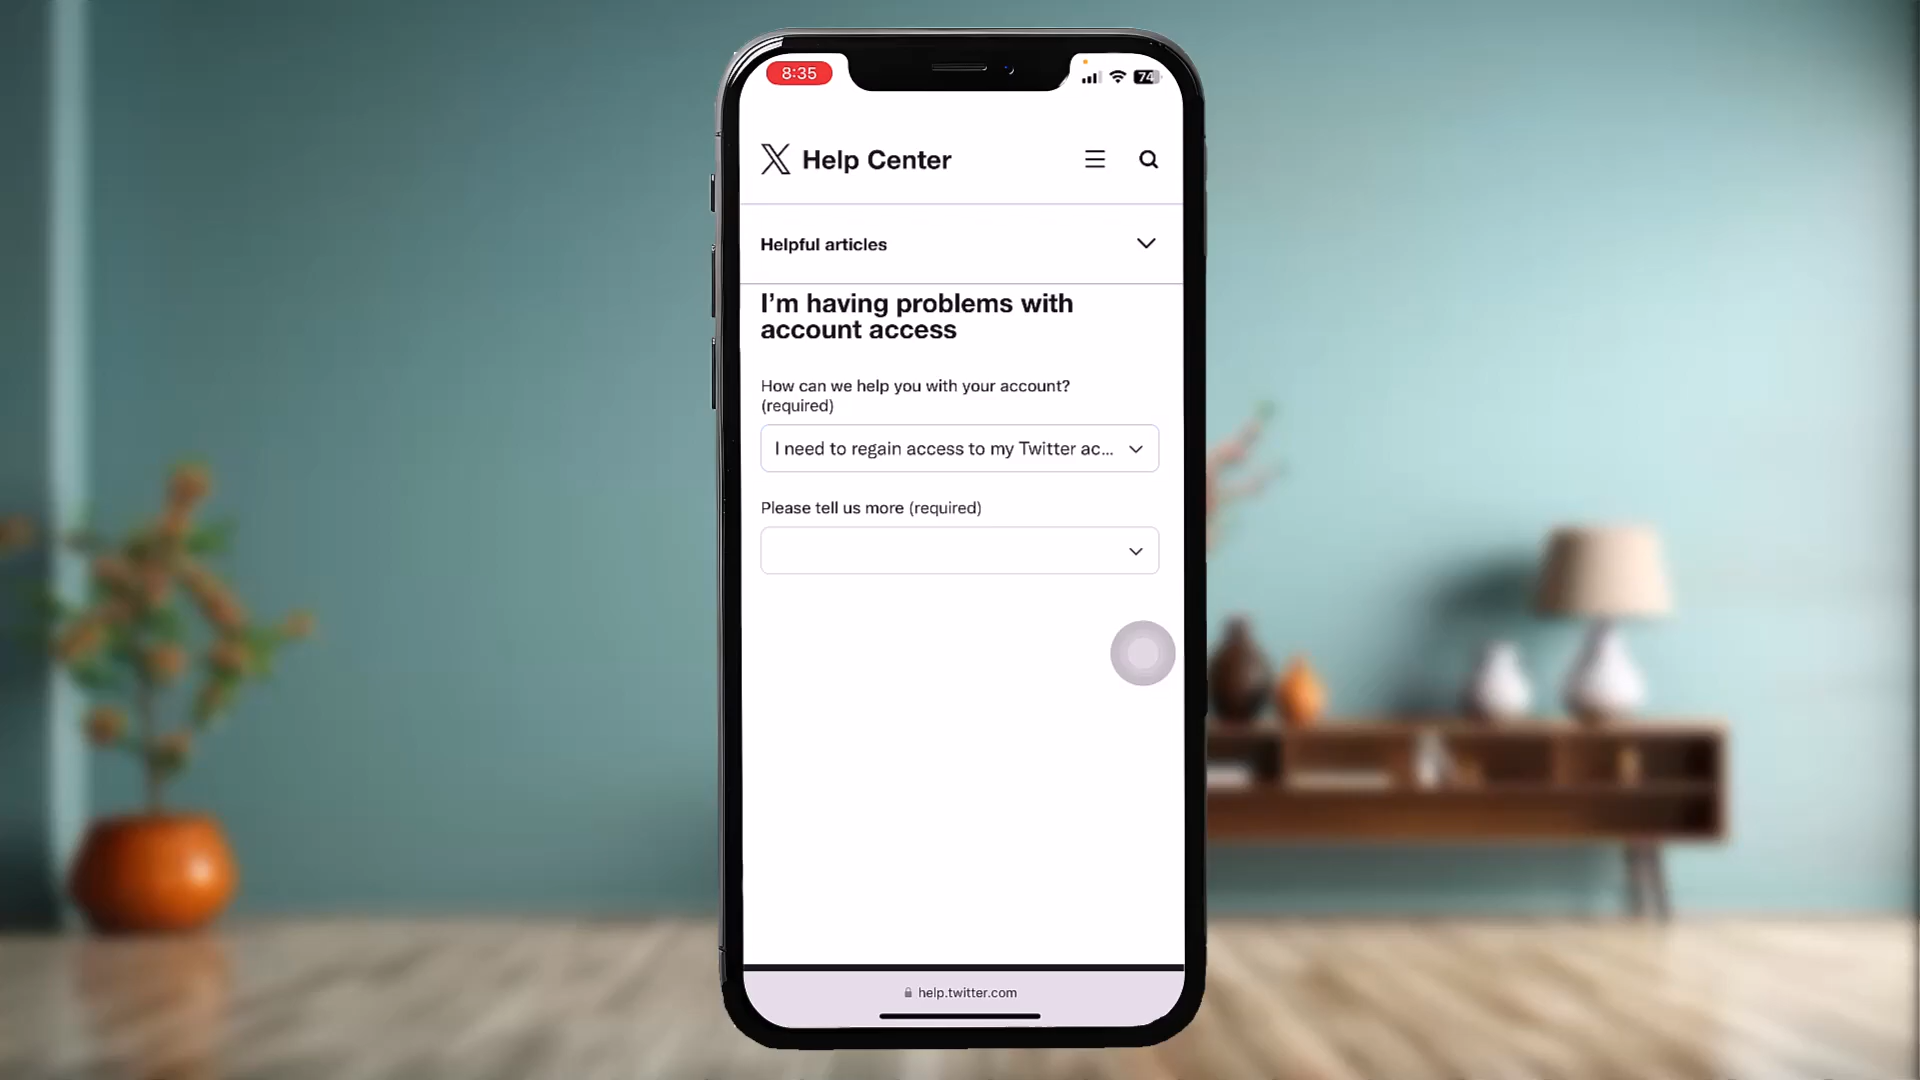 8:35
74
X Help Center
Helpful articles
I’m having problems with
account access
How can we help you with your account?
(required)
I need to regain access to my Twitter ac...
Please tell us more (required)
help.twitter.com